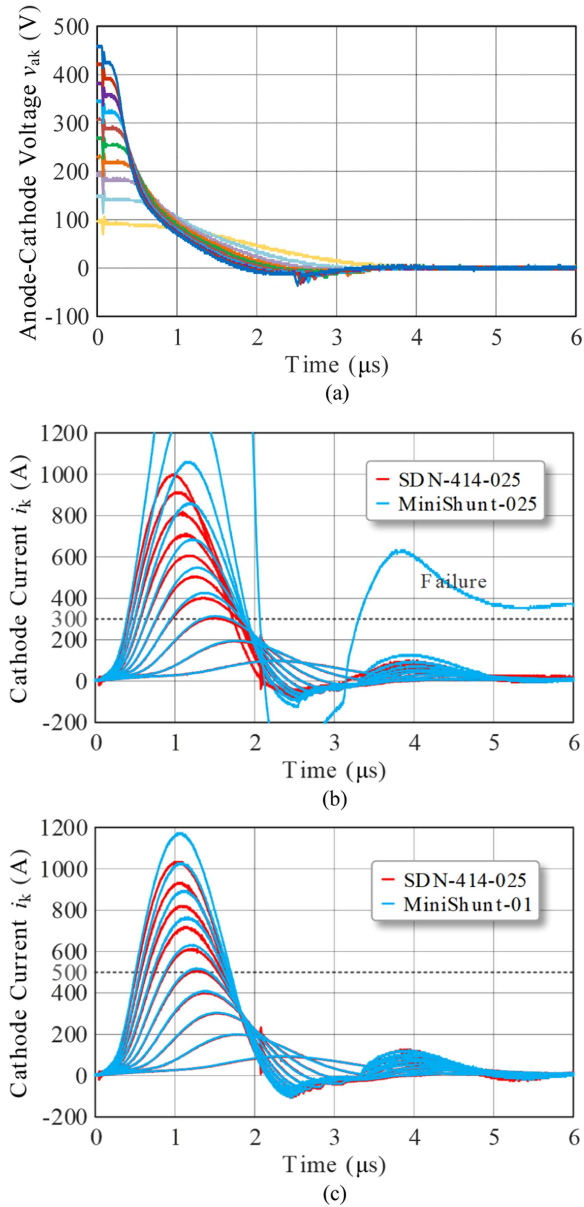 500
400
300
200
100
0
-100
Anode-Cathode Voltage vak (V)
0 1 2 3 4 5 6
Time (μs)
(a)
1200
1000
800
600
400
300
200
0
-200
Cathode Current ik (A)
SDN-414-025
MiniShunt-025
Failure
0 1 2 3 4 5 6
Time (μs)
(b)
1200
1000
800
600
500
400
200
0
-200
Cathode Current ik (A)
SDN-414-025
MiniShunt-01
0 1 2 3 4 5 6
Time (μs)
(c)